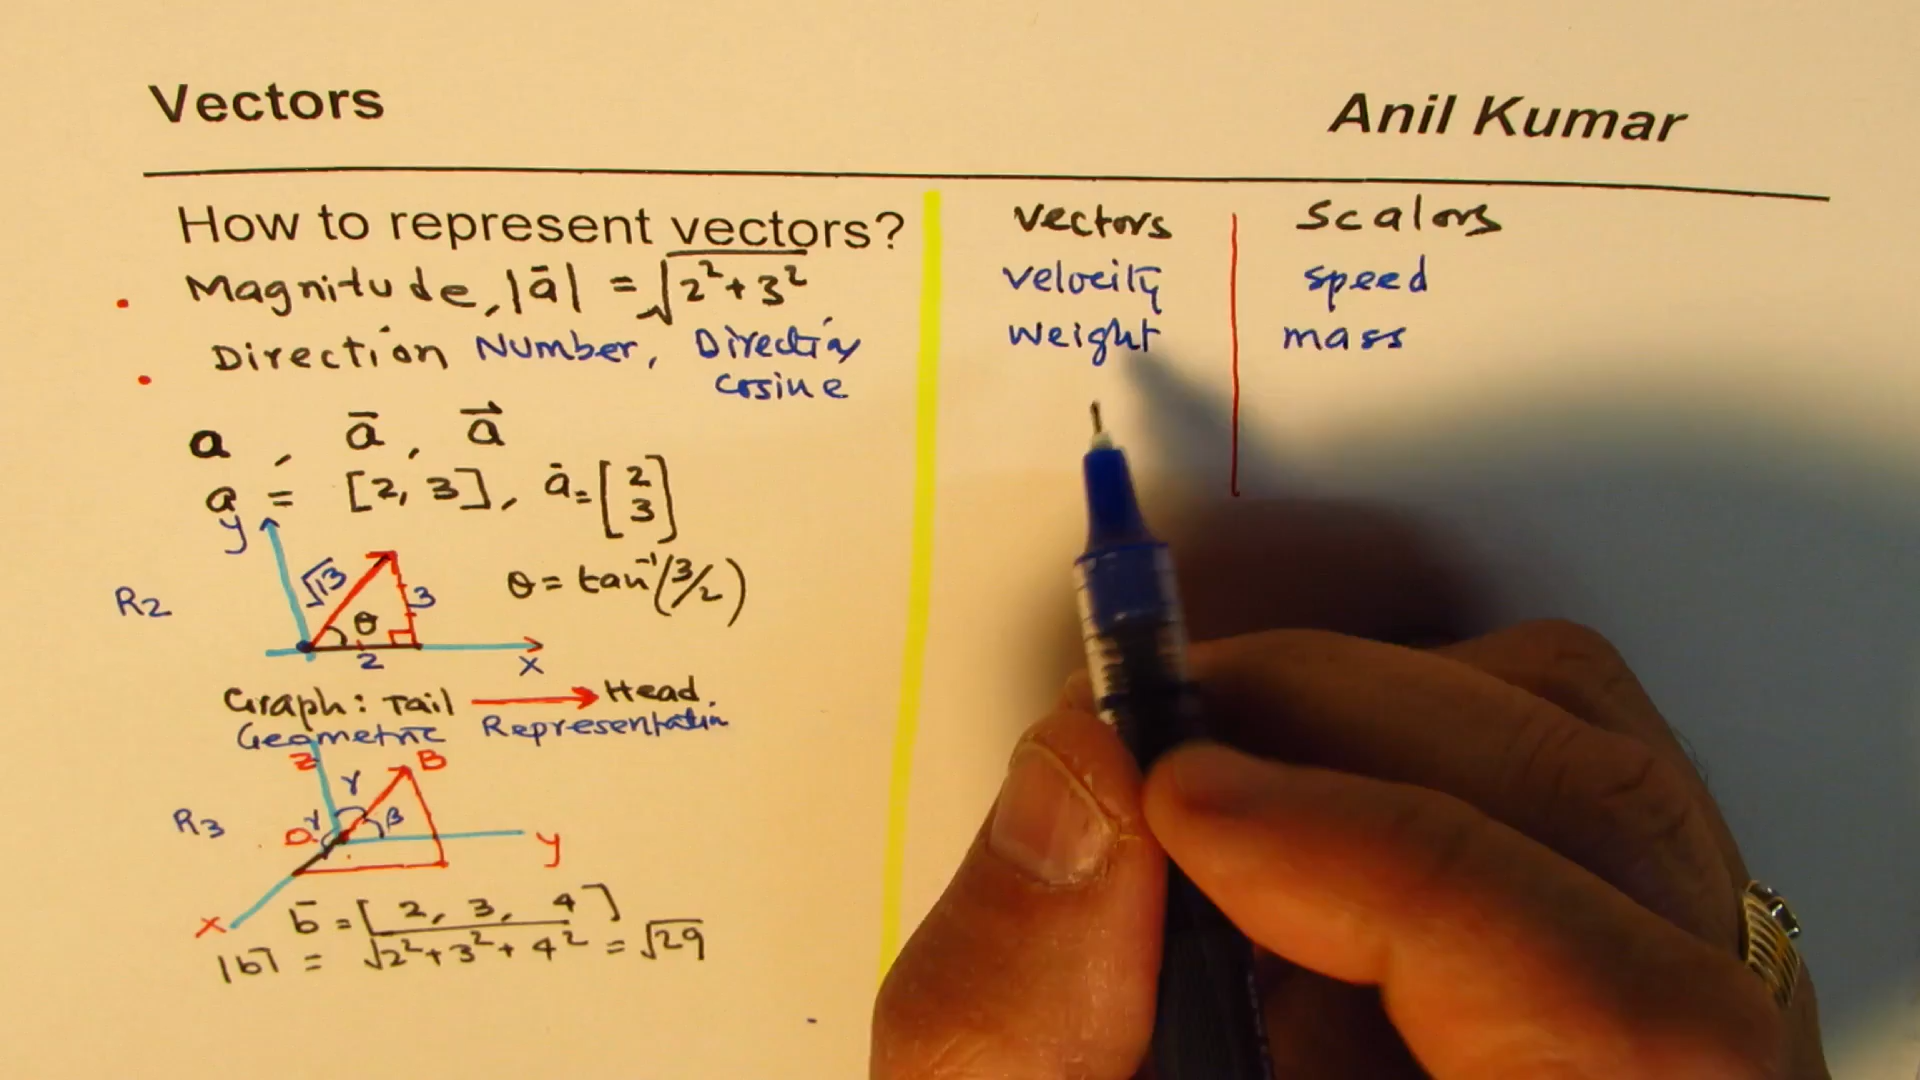 Vectors
Anil Kumar
How to represent vectors?
Magnitude, |a̅| = √2²+3²
Direction Number, Direction
cosine
a , a̅ , a⃗
a = [2, 3], a̅ = [2 3]
y
√13
3
θ
2
x
R2
θ = tan⁻¹(3/2)
Graph: Tail → Head.
Geometric Representation
z
B
γ
β
R3
O
y
x
b̅ = [2, 3, 4]
|b| = √2²+3²+4² = √29
vectors
scalars
velocity
speed
weight
mass